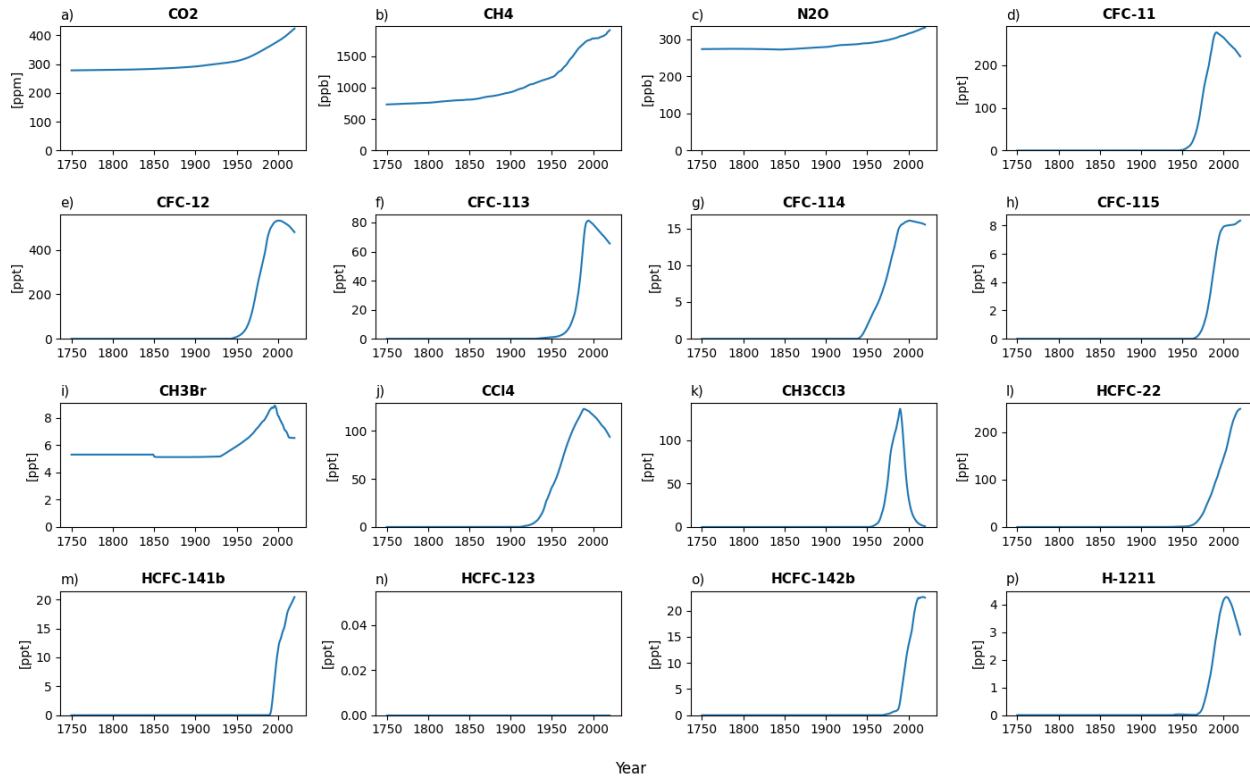 a) CO2
[ppm]
400
300
200
100
0
1750 1800 1850 1900 1950 2000
b) CH4
[ppb]
1500
1000
500
0
1750 1800 1850 1900 1950 2000
c) N2O
[ppb]
300
200
100
0
1750 1800 1850 1900 1950 2000
d) CFC-11
[ppt]
200
100
0
1750 1800 1850 1900 1950 2000
e) CFC-12
[ppt]
400
200
0
1750 1800 1850 1900 1950 2000
f) CFC-113
[ppt]
80
60
40
20
0
1750 1800 1850 1900 1950 2000
g) CFC-114
[ppt]
15
10
5
0
1750 1800 1850 1900 1950 2000
h) CFC-115
[ppt]
8
6
4
2
0
1750 1800 1850 1900 1950 2000
i) CH3Br
[ppt]
8
6
4
2
0
1750 1800 1850 1900 1950 2000
j) CCl4
[ppt]
100
50
0
1750 1800 1850 1900 1950 2000
k) CH3CCl3
[ppt]
100
50
0
1750 1800 1850 1900 1950 2000
l) HCFC-22
[ppt]
200
100
0
1750 1800 1850 1900 1950 2000
m) HCFC-141b
[ppt]
20
15
10
5
0
1750 1800 1850 1900 1950 2000
n) HCFC-123
[ppt]
0.04
0.02
0.00
1750 1800 1850 1900 1950 2000
o) HCFC-142b
[ppt]
20
15
10
5
0
1750 1800 1850 1900 1950 2000
p) H-1211
[ppt]
4
3
2
1
0
1750 1800 1850 1900 1950 2000
Year